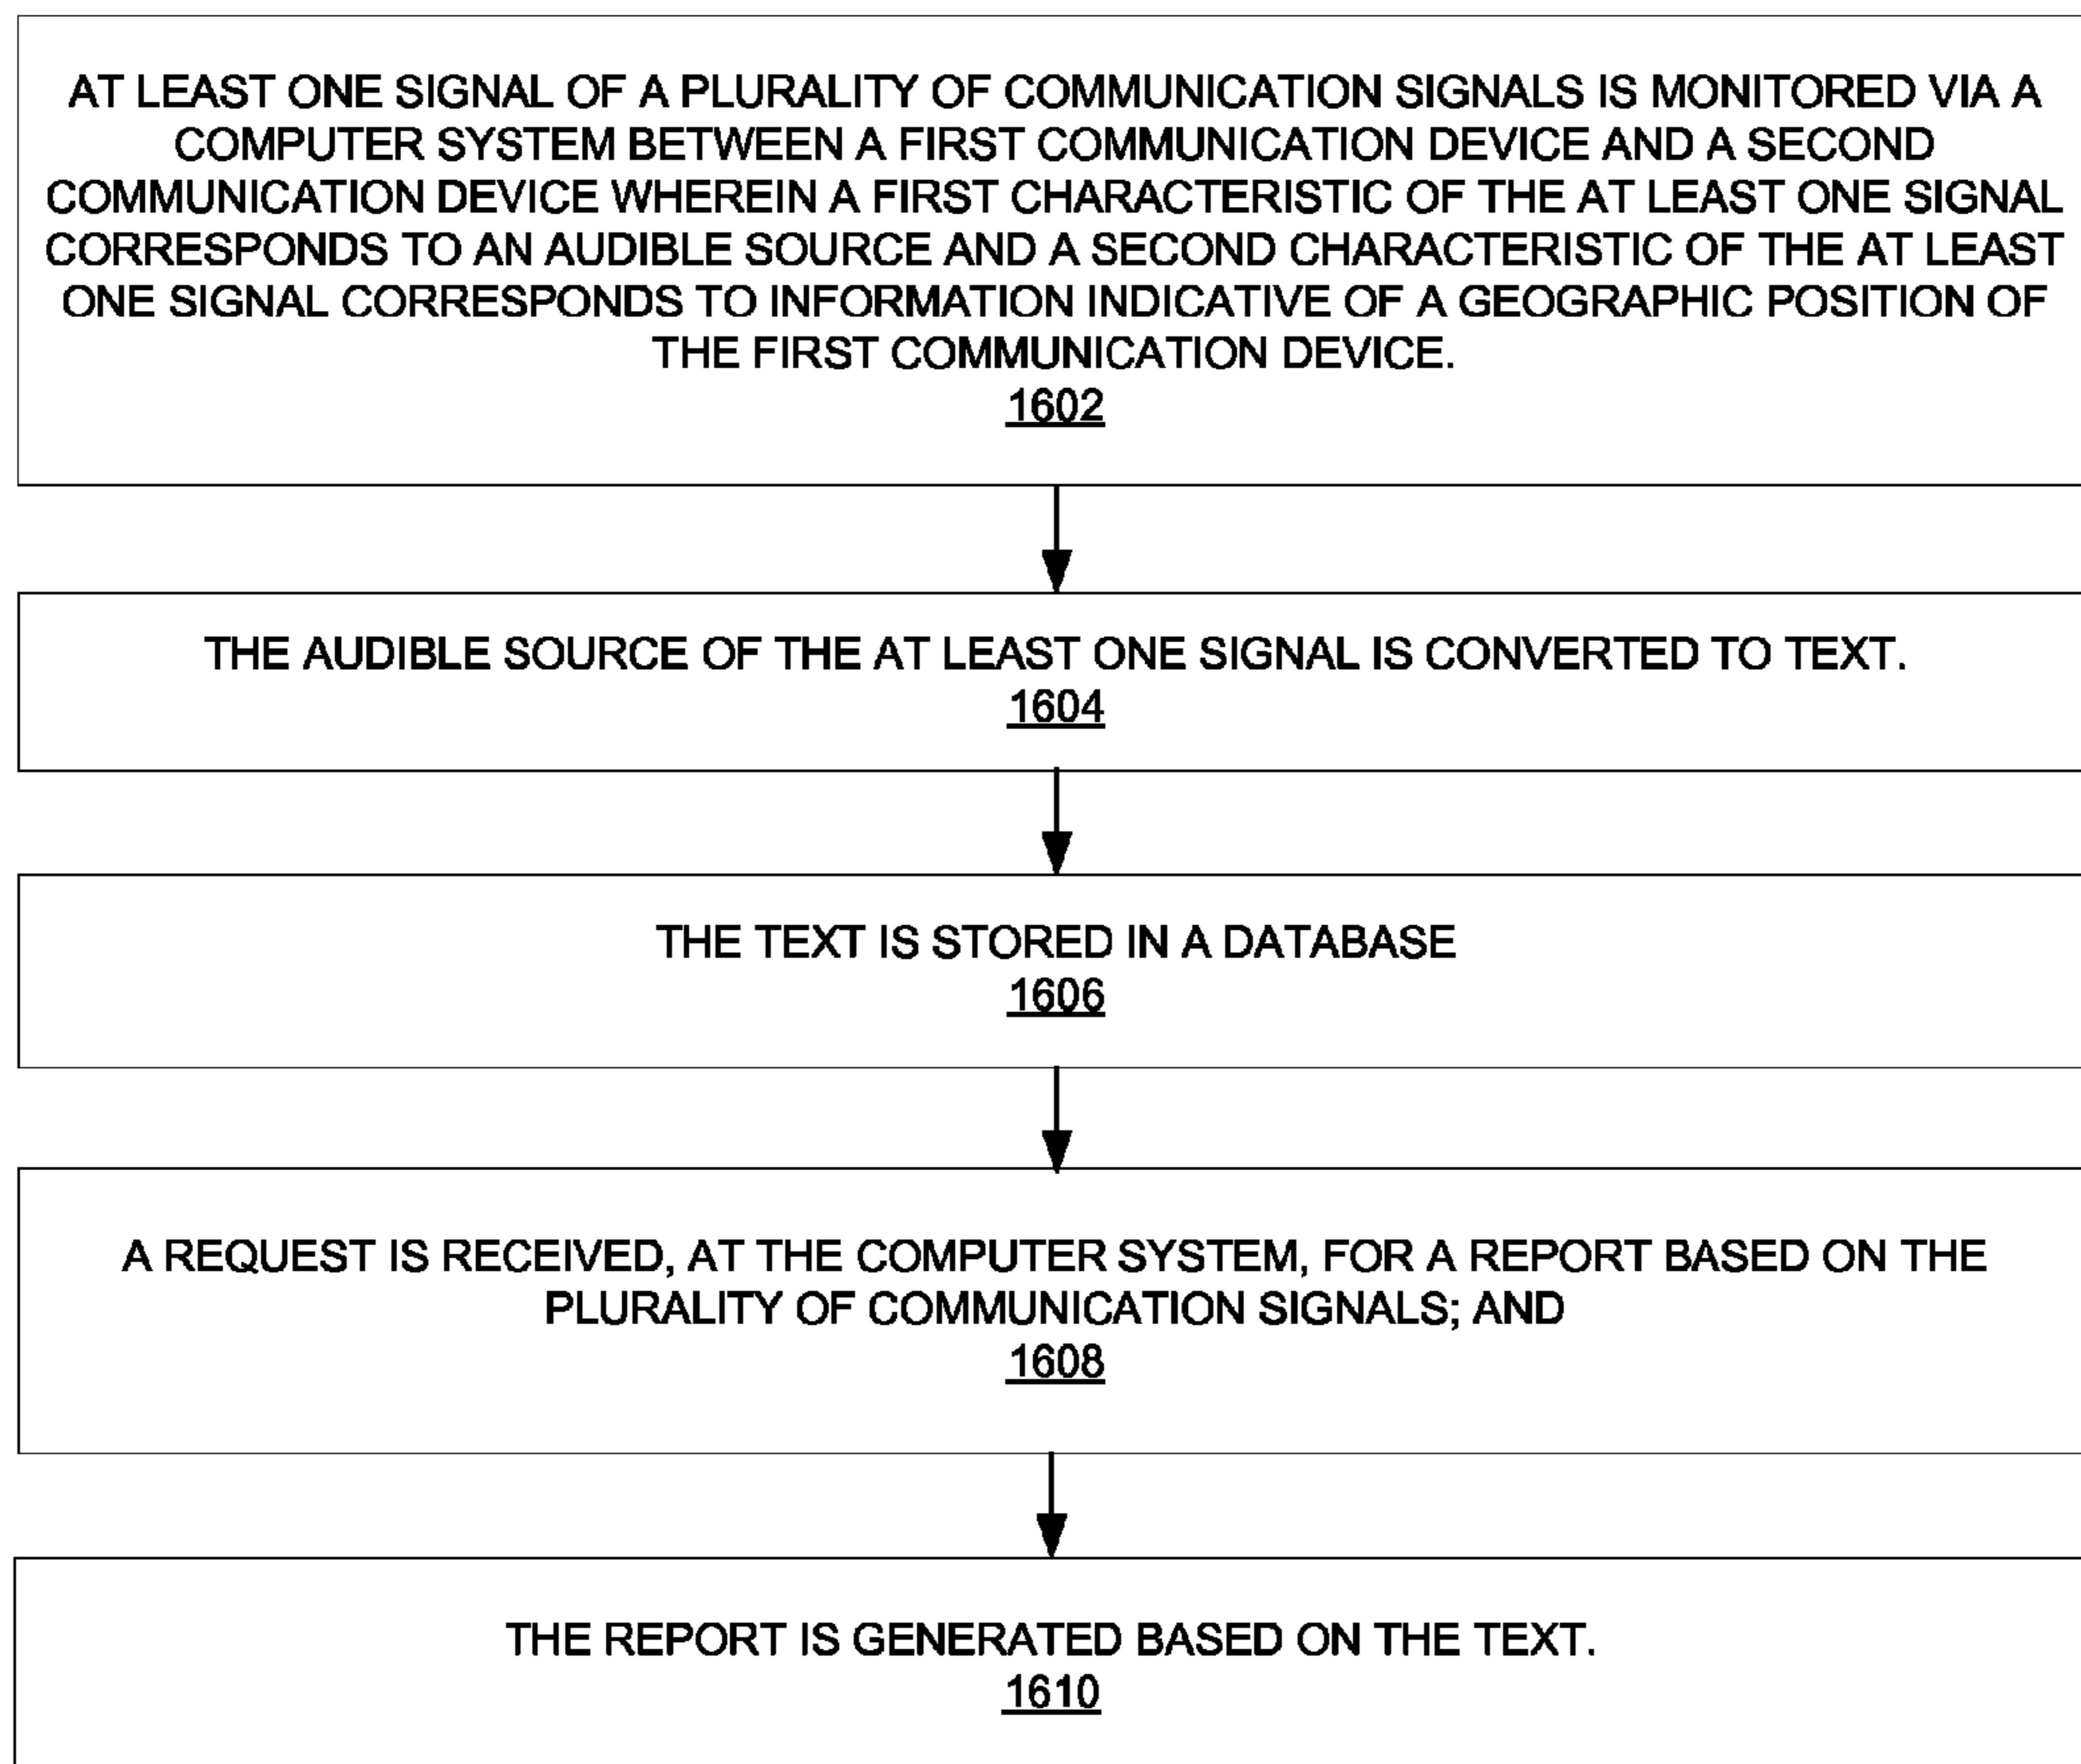 AT LEAST ONE SIGNAL OF A PLURALITY OF COMMUNICATION SIGNALS IS MONITORED VIA A
COMPUTER SYSTEM BETWEEN A FIRST COMMUNICATION DEVICE AND A SECOND
COMMUNICATION DEVICE WHEREIN A FIRST CHARACTERISTIC OF THE AT LEAST ONE SIGNAL
CORRESPONDS TO AN AUDIBLE SOURCE AND A SECOND CHARACTERISTIC OF THE AT LEAST
ONE SIGNAL CORRESPONDS TO INFORMATION INDICATIVE OF A GEOGRAPHIC POSITION OF
THE FIRST COMMUNICATION DEVICE.
1602
THE AUDIBLE SOURCE OF THE AT LEAST ONE SIGNAL IS CONVERTED TO TEXT.
1604
THE TEXT IS STORED IN A DATABASE
1606
A REQUEST IS RECEIVED, AT THE COMPUTER SYSTEM, FOR A REPORT BASED ON THE
PLURALITY OF COMMUNICATION SIGNALS; AND
1608
THE REPORT IS GENERATED BASED ON THE TEXT.
1610